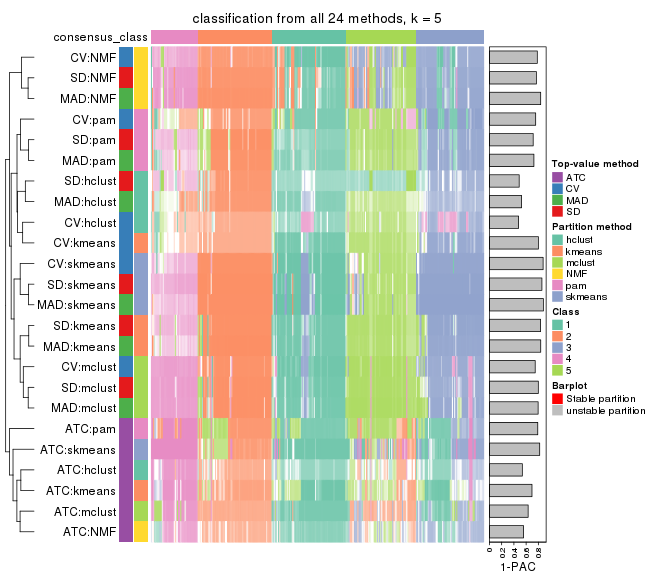 classification from all 24 methods, k = 5
consensus_class
CV:NMF
SD:NMF
MAD:NMF
CV:pam
SD:pam
MAD:pam
SD:hclust
MAD:hclust
CV:hclust
CV:kmeans
CV:skmeans
SD:skmeans
MAD:skmeans
SD:kmeans
MAD:kmeans
CV:mclust
SD:mclust
MAD:mclust
ATC:pam
ATC:skmeans
ATC:hclust
ATC:kmeans
ATC:mclust
ATC:NMF
0
0.2
0.4
0.6
0.8
1-PAC
Top-value method
ATC
CV
MAD
SD
Partition method
hclust
kmeans
mclust
NMF
pam
skmeans
Class
1
2
3
4
5
Barplot
Stable partition
unstable partition